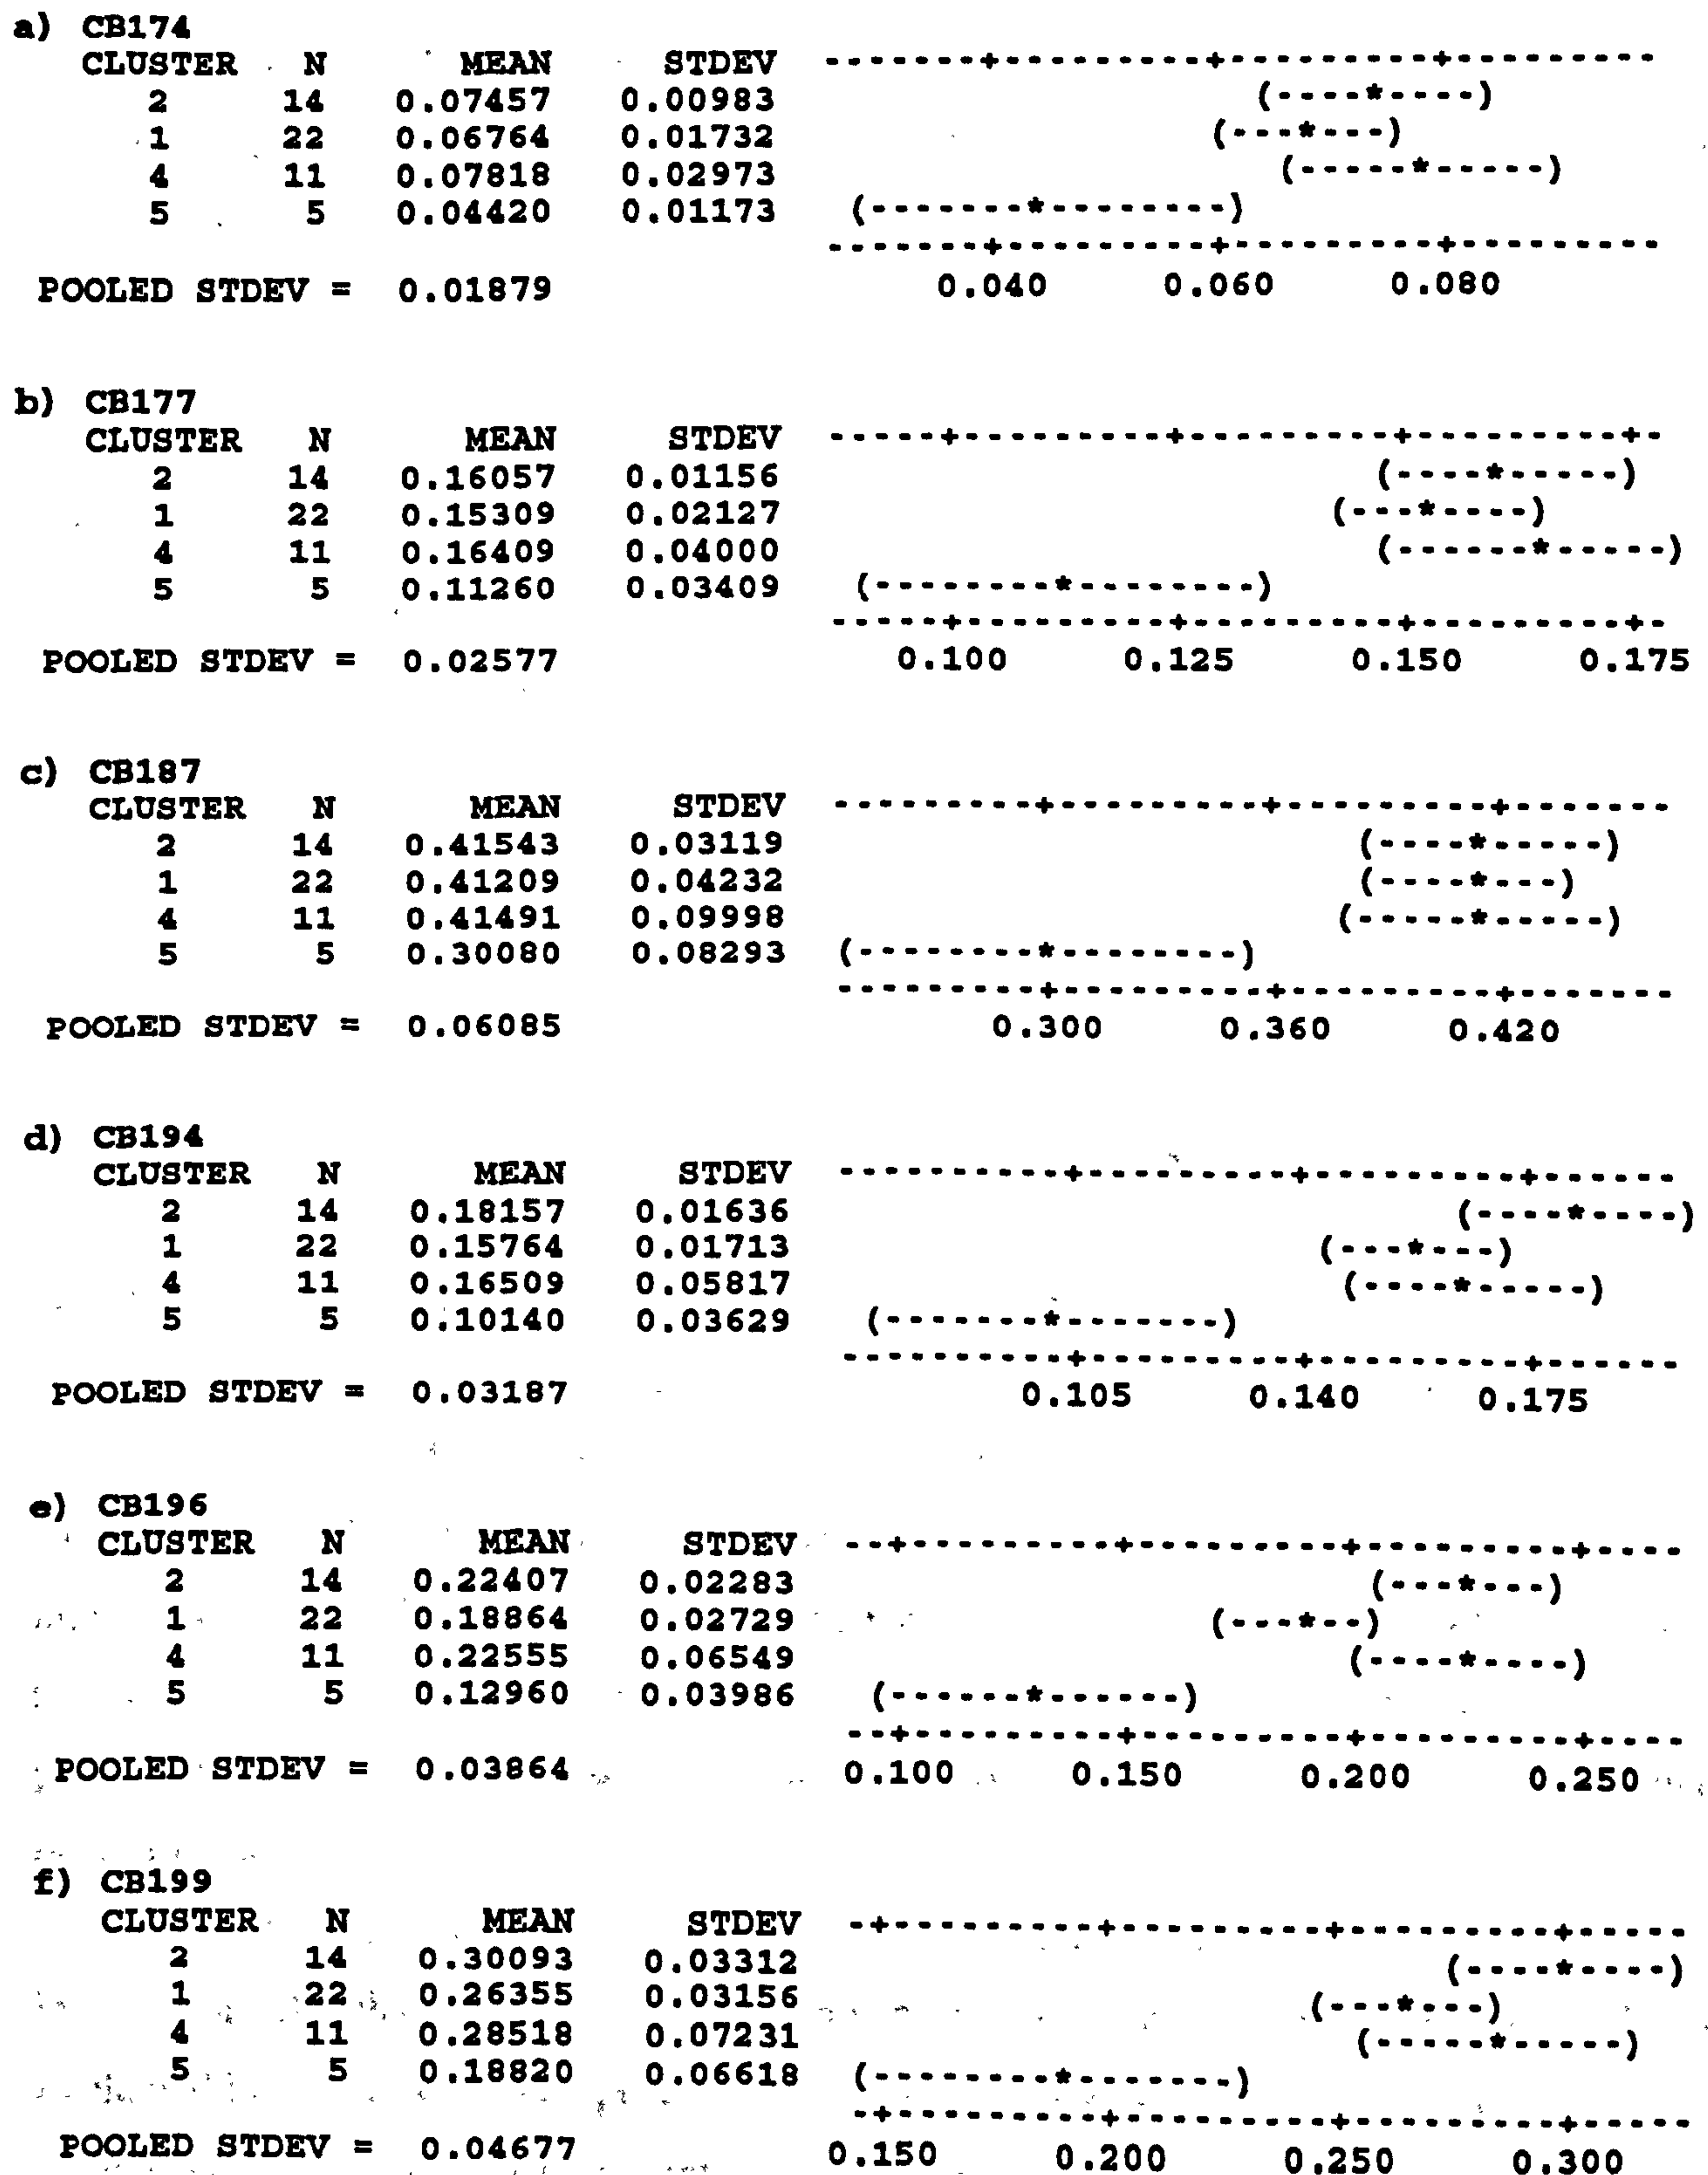 a) CB174
CLUSTER N MEAN STDEV -------+---------+---------+---------
2 14 0.07457 0.00983 (----*----)
1 22 0.06764 0.01732 (---*---)
4 11 0.07818 0.02973 (-----*-----)
5 5 0.04420 0.01173 (-------*--------)
-------+---------+---------+---------
POOLED STDEV = 0.01879 0.040 0.060 0.080
b) CB177
CLUSTER N MEAN STDEV -----+---------+---------+---------+-
2 14 0.16057 0.01156 (----*-----)
1 22 0.15309 0.02127 (---*----)
4 11 0.16409 0.04000 (------*-----)
5 5 0.11260 0.03409 (--------*--------)
-----+---------+---------+---------+-
POOLED STDEV = 0.02577 0.100 0.125 0.150 0.175
c) CB187
CLUSTER N MEAN STDEV ---------+---------+---------+-------
2 14 0.41543 0.03119 (----*-----)
1 22 0.41209 0.04232 (----*---)
4 11 0.41491 0.09998 (-----*-----)
5 5 0.30080 0.08293 (--------*--------)
---------+---------+---------+-------
POOLED STDEV = 0.06085 0.300 0.360 0.420
d) CB194
CLUSTER N MEAN STDEV ----------+---------+---------+------
2 14 0.18157 0.01636 (----*----)
1 22 0.15764 0.01713 (---*---)
4 11 0.16509 0.05817 (----*-----)
5 5 0.10140 0.03629 (-------*-------)
----------+---------+---------+------
POOLED STDEV = 0.03187 0.105 0.140 0.175
e) CB196
CLUSTER N MEAN STDEV --+---------+---------+---------+----
2 14 0.22407 0.02283 (---*---)
1 22 0.18864 0.02729 (---*--)
4 11 0.22555 0.06549 (----*----)
5 5 0.12960 0.03986 (------*------)
--+---------+---------+---------+----
POOLED STDEV = 0.03864 0.100 0.150 0.200 0.250
f) CB199
CLUSTER N MEAN STDEV -+---------+---------+---------+-----
2 14 0.30093 0.03312 (----*----)
1 22 0.26355 0.03156 (---*---)
4 11 0.28518 0.07231 (-----*-----)
5 5 0.18820 0.06618 (--------*-------)
-+---------+---------+---------+-----
POOLED STDEV = 0.04677 0.150 0.200 0.250 0.300